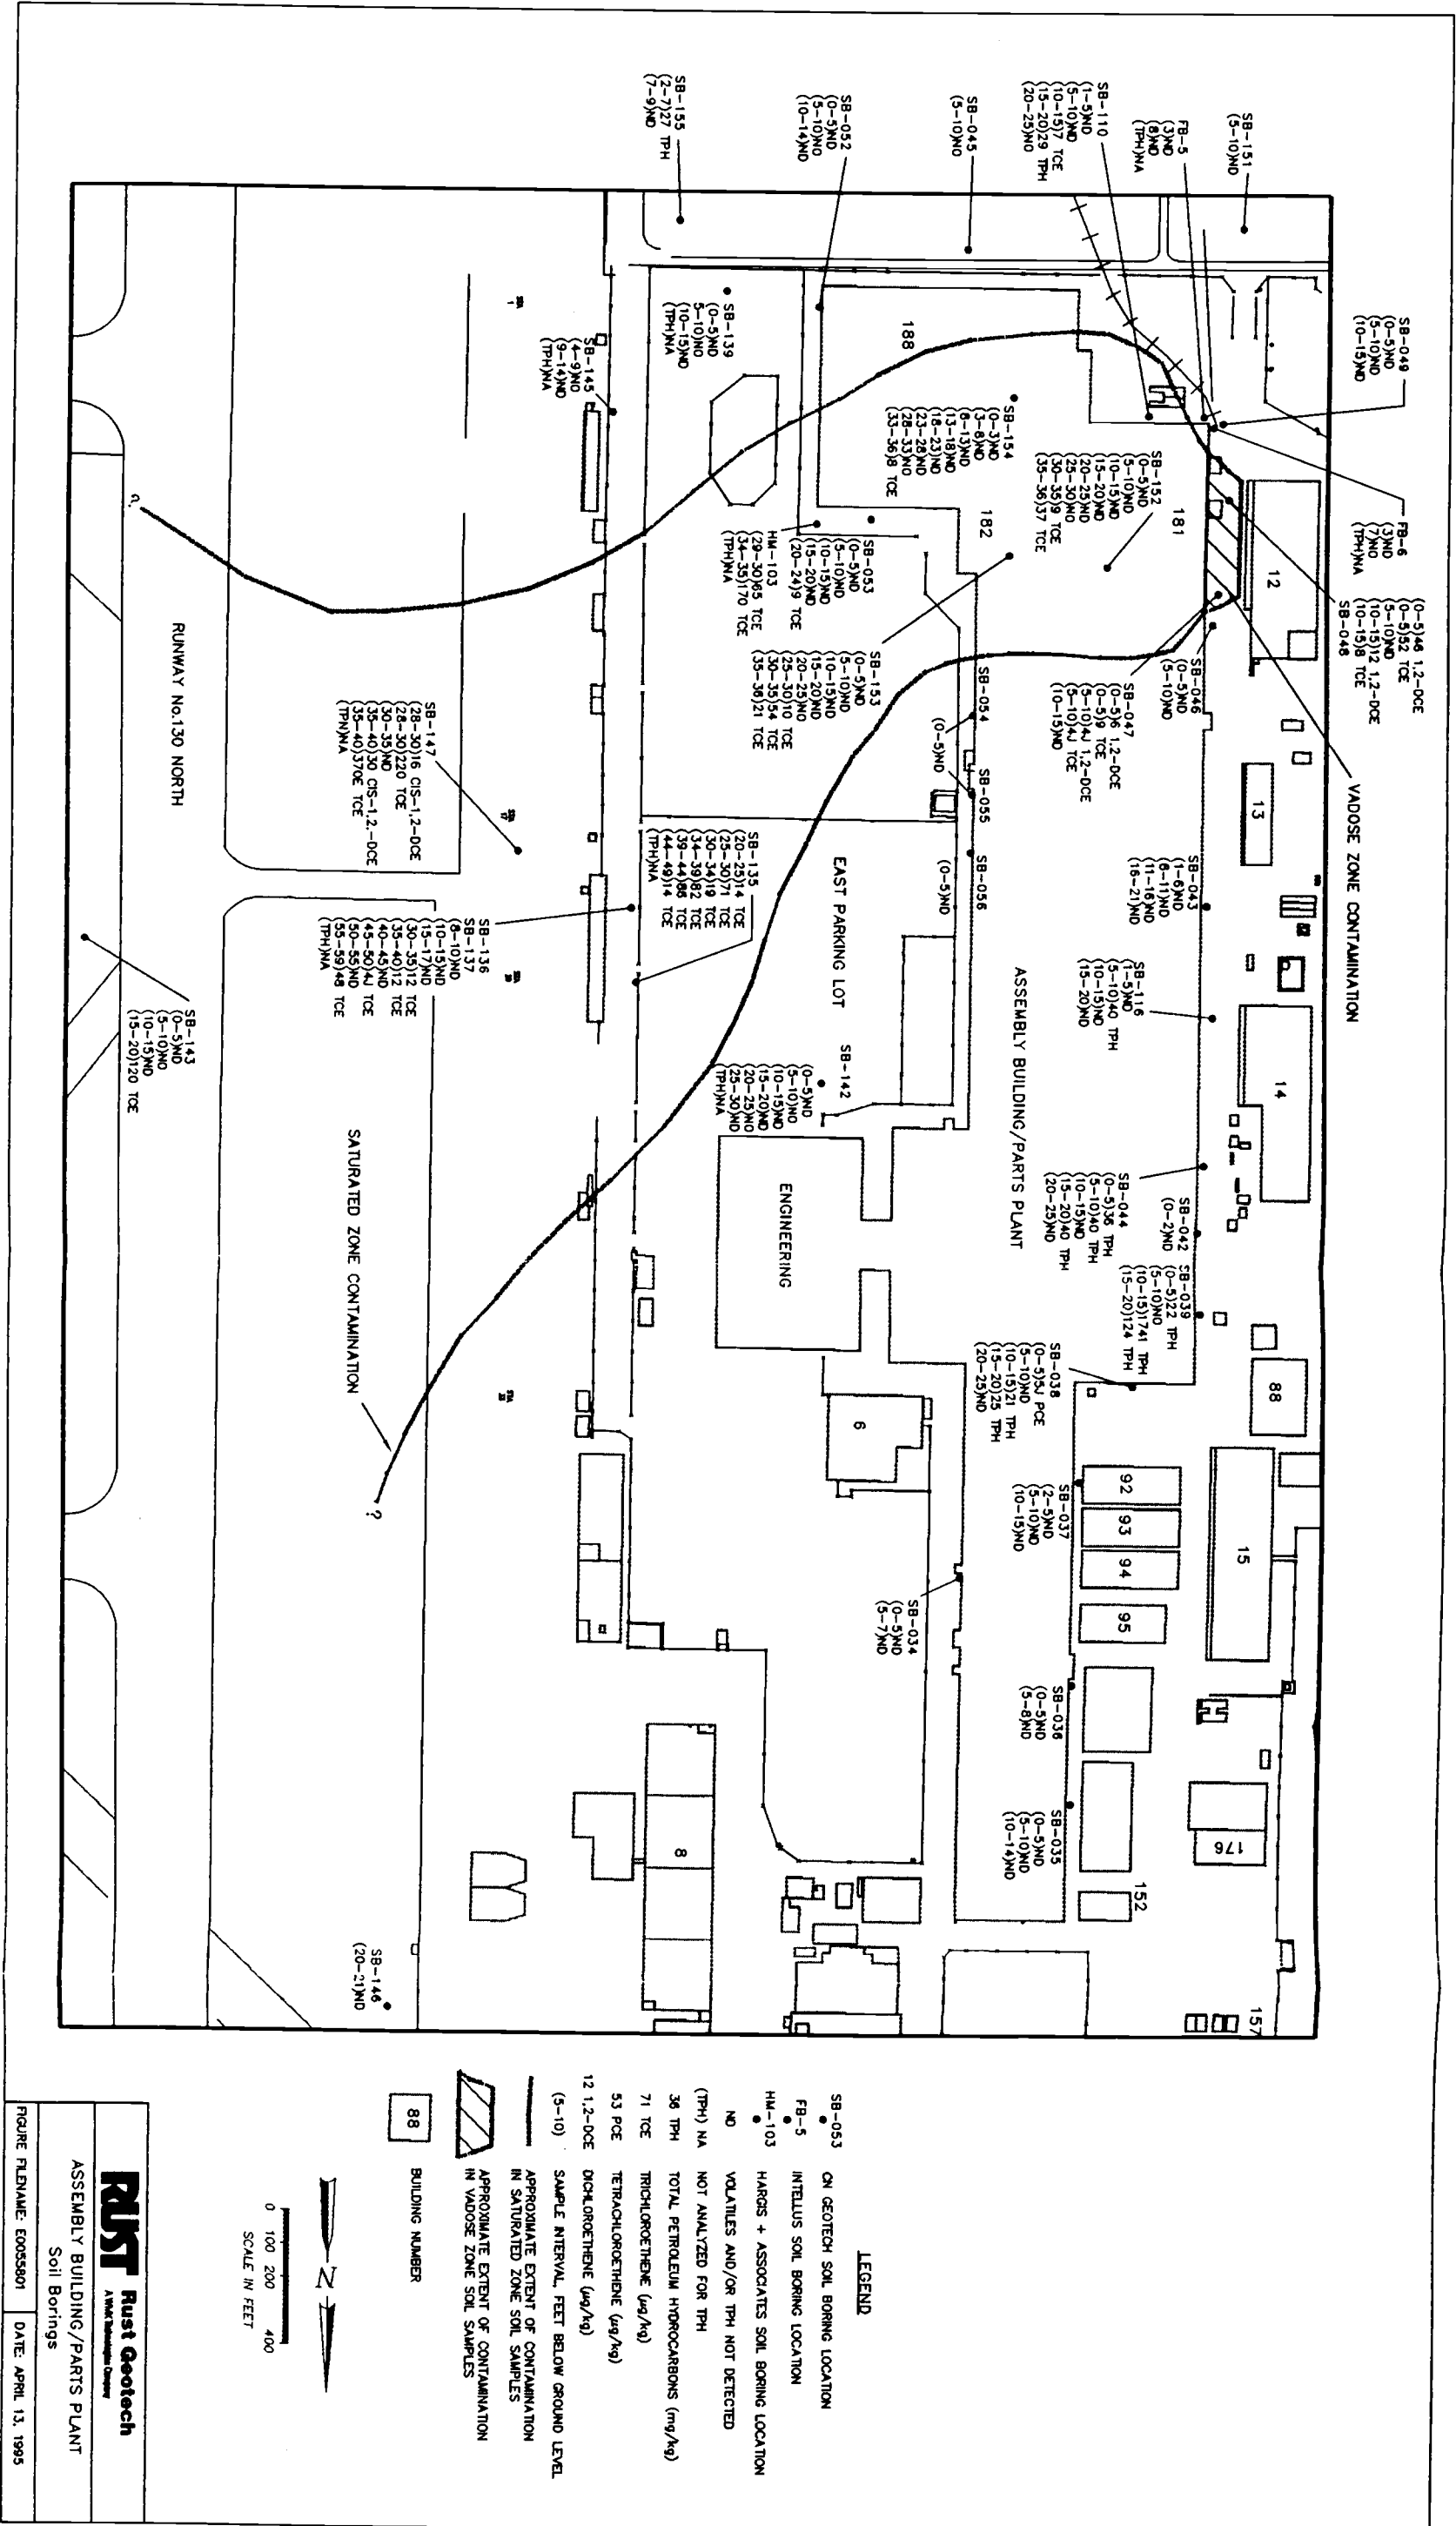 SB-151
(5-10)ND
FB-5
(3)ND
(8)ND
(TPH)NA
SB-110
(1-5)ND
(5-10)ND
(10-15)7 TCE
(15-20)29 TPH
(20-25)ND
SB-045
(5-10)ND
SB-052
(0-5)ND
(5-10)ND
(10-14)ND
SB-155
(2-7)27 TPH
(7-9)ND
SB-049
(0-5)ND
(5-10)ND
(10-15)ND
FB-6
(3)ND
(7)ND
(TPH)NA
(0-5)46 1,2-DCE
(0-5)52 TCE
(5-10)ND
(10-15)12 1,2-DCE
(10-15)8 TCE
SB-048
VADOSE ZONE CONTAMINATION
12
13
14
88
15
176
157
152
181
182
188
SB-152
(0-5)ND
(5-10)ND
(10-15)ND
(15-20)ND
(20-25)ND
(25-30)ND
(30-35)9 TCE
(35-36)37 TCE
SB-154
(0-3)ND
(3-8)ND
(8-13)ND
(13-18)ND
(18-23)ND
(23-28)ND
(28-33)ND
(33-36)8 TCE
SB-046
(0-5)ND
(5-10)ND
SB-047
(0-5)6 1,2-DCE
(0-5)9 TCE
(5-10)4J 1,2-DCE
(5-10)4J TCE
(10-15)ND
SB-043
(1-6)ND
(6-11)ND
(11-16)ND
(16-21)ND
SB-116
(1-5)ND
(5-10)40 TPH
(10-15)ND
(15-20)ND
ASSEMBLY BUILDING/PARTS PLANT
SB-044
(0-5)36 TPH
(5-10)40 TPH
(10-15)ND
(15-20)40 TPH
(20-25)ND
SB-042
(0-2)ND
SB-039
(0-5)22 TPH
(5-10)ND
(10-15)1741 TPH
(15-20)124 TPH
SB-038
(0-5)5J PCE
(5-10)ND
(10-15)21 TPH
(15-20)25 TPH
(20-25)ND
92
93
94
95
SB-037
(2-5)ND
(5-10)ND
(10-15)ND
SB-034
(0-5)ND
(5-7)ND
SB-036
(0-5)ND
(5-8)ND
SB-035
(0-5)ND
(5-10)ND
(10-14)ND
SB-054
(0-5)ND
SB-055
SB-056
(0-5)ND
SB-053
(0-5)ND
(5-10)ND
(10-15)ND
(15-20)ND
(20-24)9 TCE
HM-103
(29-30)65 TCE
(34-35)170 TCE
(TPH)NA
SB-153
(0-5)ND
(5-10)ND
(10-15)ND
(15-20)ND
(20-25)ND
(25-30)10 TCE
(30-35)54 TCE
(35-36)21 TCE
SB-139
(0-5)ND
(5-10)ND
(10-15)ND
(TPH)NA
SB-145
(4-9)ND
(9-14)ND
(TPH)NA
EAST PARKING LOT
SB-142
(0-5)ND
(5-10)ND
(10-15)ND
(15-20)ND
(20-25)ND
(25-30)ND
(TPH)NA
ENGINEERING
6
8
SB-135
(20-25)14 TCE
(25-30)71 TCE
(30-34)19 TCE
(34-39)82 TCE
(39-44)86 TCE
(44-49)14 TCE
(TPH)NA
SB-136
SB-137
(8-10)ND
(10-15)ND
(15-17)ND
(30-35)12 TCE
(35-40)12 TCE
(40-45)ND
(45-50)4J TCE
(50-55)ND
(55-59)48 TCE
(TPH)NA
SB-147
(28-30)16 CIS-1,2-DCE
(28-30)220 TCE
(30-35)ND
(35-40)30 CIS-1,2,-DCE
(35-40)370E TCE
(TPN)NA
SB-143
(0-5)ND
(5-10)ND
(10-15)ND
(15-20)120 TCE
SB-146
(20-21)ND
RUNWAY No.130 NORTH
SATURATED ZONE CONTAMINATION
?
?
LEGEND
SB-053 CN GEOTECH SOIL BORING LOCATION
FB-5 INTELLUS SOIL BORING LOCATION
HM-103 HARGIS + ASSOCIATES SOIL BORING LOCATION
ND VOLATILES AND/OR TPH NOT DETECTED
(TPH) NA NOT ANALYZED FOR TPH
36 TPH TOTAL PETROLEUM HYDROCARBONS (mg/kg)
71 TCE TRICHLOROETHENE (µg/kg)
53 PCE TETRACHLOROETHENE (µg/kg)
12 1,2-DCE DICHLOROETHENE (µg/kg)
(5-10) SAMPLE INTERVAL, FEET BELOW GROUND LEVEL
APPROXIMATE EXTENT OF CONTAMINATION
IN SATURATED ZONE SOIL SAMPLES
APPROXIMATE EXTENT OF CONTAMINATION
IN VADOSE ZONE SOIL SAMPLES
88 BUILDING NUMBER
N
0 100 200 400
SCALE IN FEET
RUST Rust Geotech
ASSEMBLY BUILDING/PARTS PLANT
Soil Borings
FIGURE FILENAME: E0055801 DATE: APRIL 13, 1995